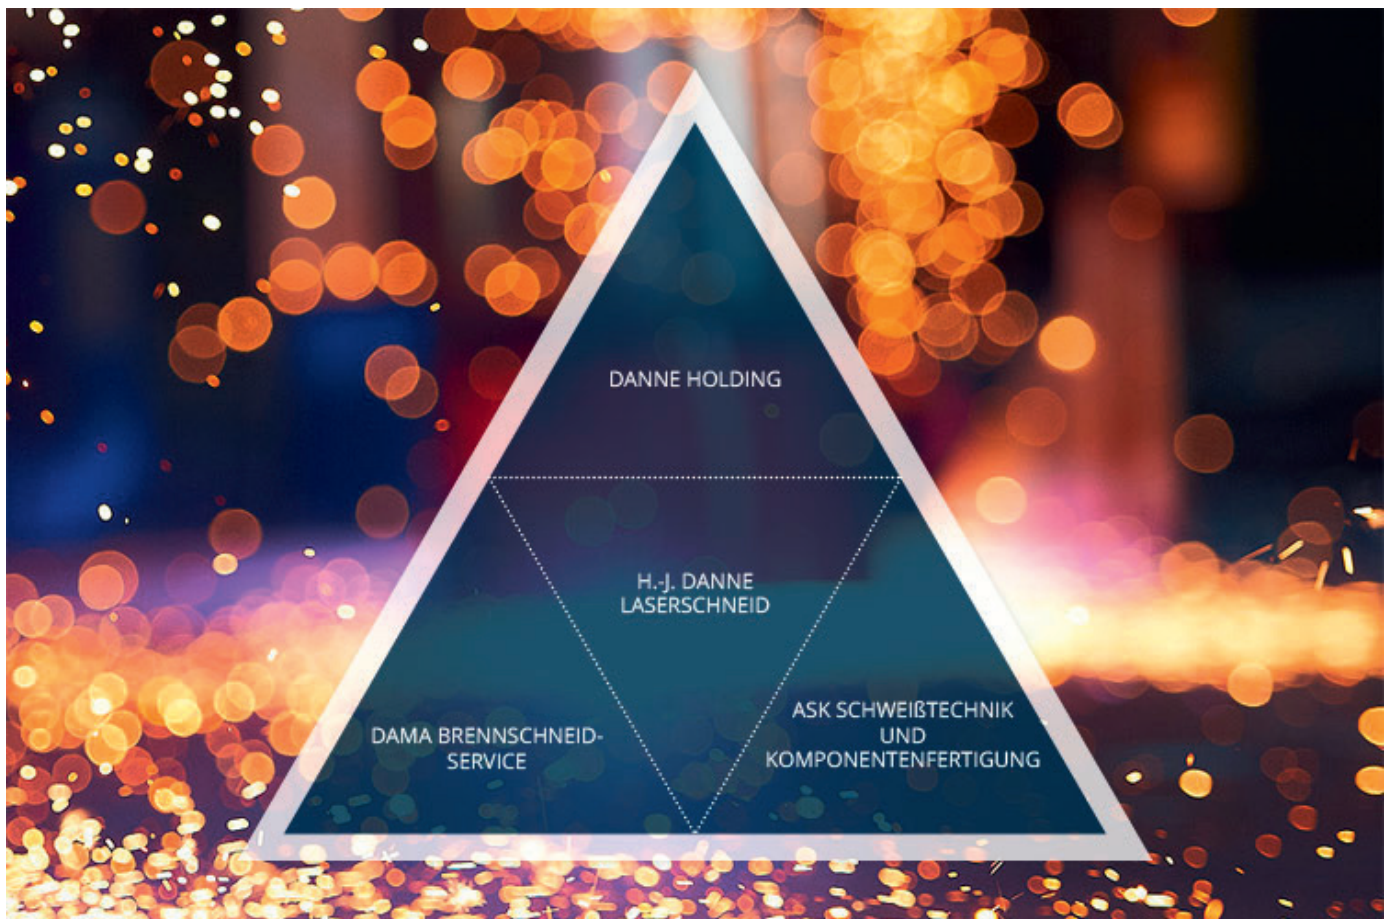 DANNE HOLDING
H.-J. DANNE
LASERSCHNEID
DAMA BRENNSCHNEID-
SERVICE
ASK SCHWEIßTECHNIK
UND
KOMPONENTENFERTIGUNG